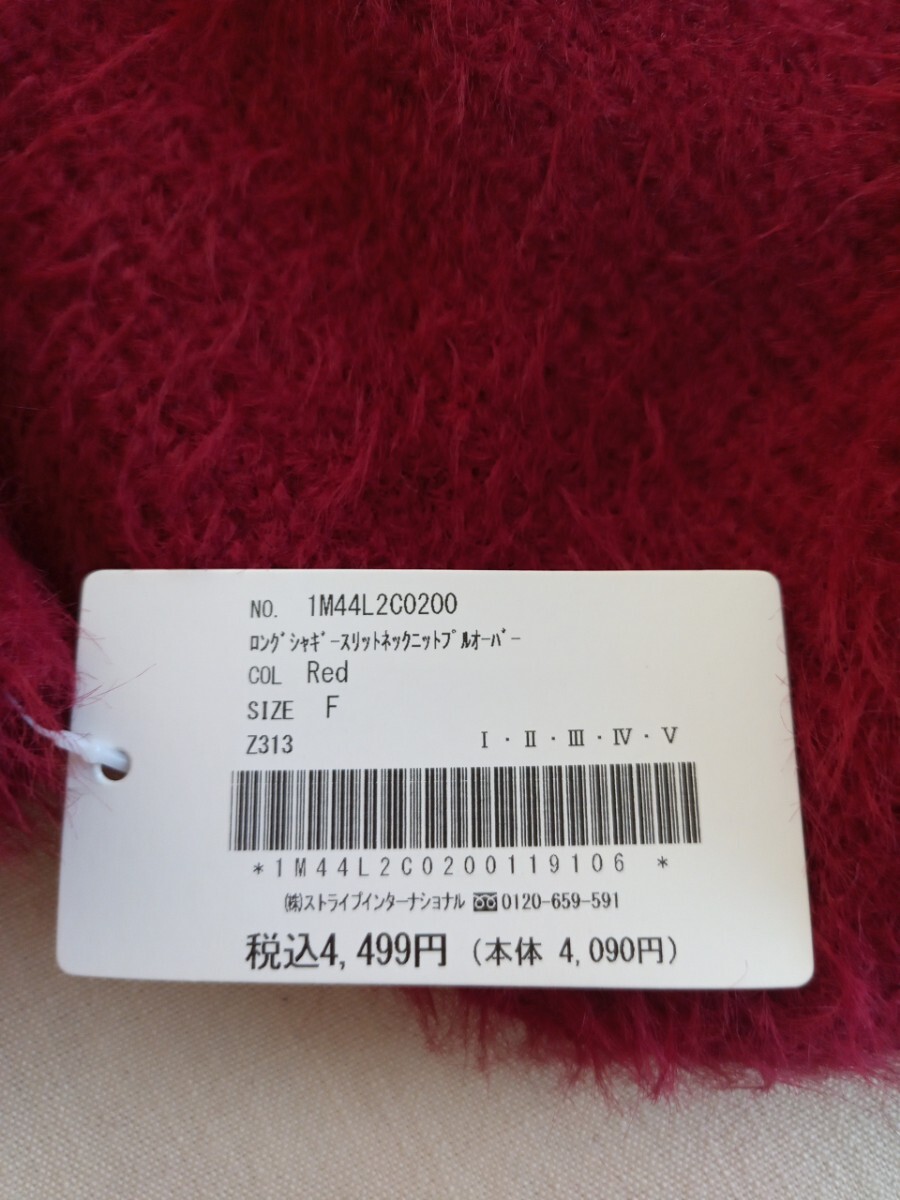 NO. 1M44L2C0200
ﾛﾝｸﾞｼｬｷﾞｰｽﾘｯﾄﾈｯｸﾆｯﾄﾌﾟﾙｵｰﾊﾞｰ
COL Red
SIZE F
Z313 Ⅰ・Ⅱ・Ⅲ・Ⅳ・Ⅴ
*1M44L2C0200119106*
㈱ストライプインターナショナル 0120-659-591
税込4,499円 (本体 4,090円)